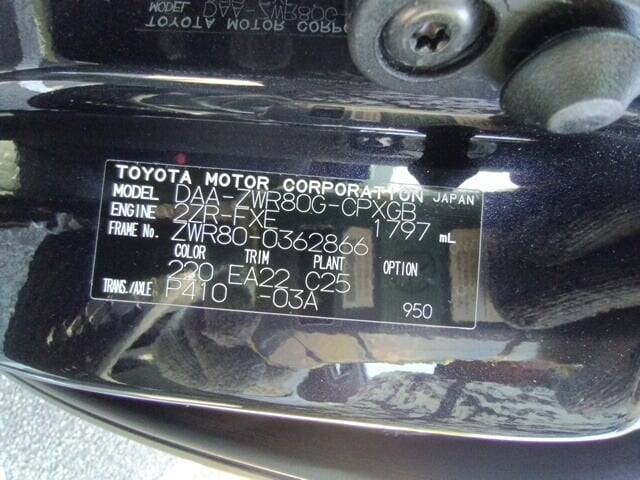 TOYOTA MOTOR CORPORATION JAPAN
MODEL DAA-ZWR80G-CPXGB
ENGINE 2ZR-FXE 1797 mL
FRAME No. ZWR80-0362866
COLOR TRIM PLANT OPTION
220 EA22 C25
TRANS./AXLE P410 -03A 950